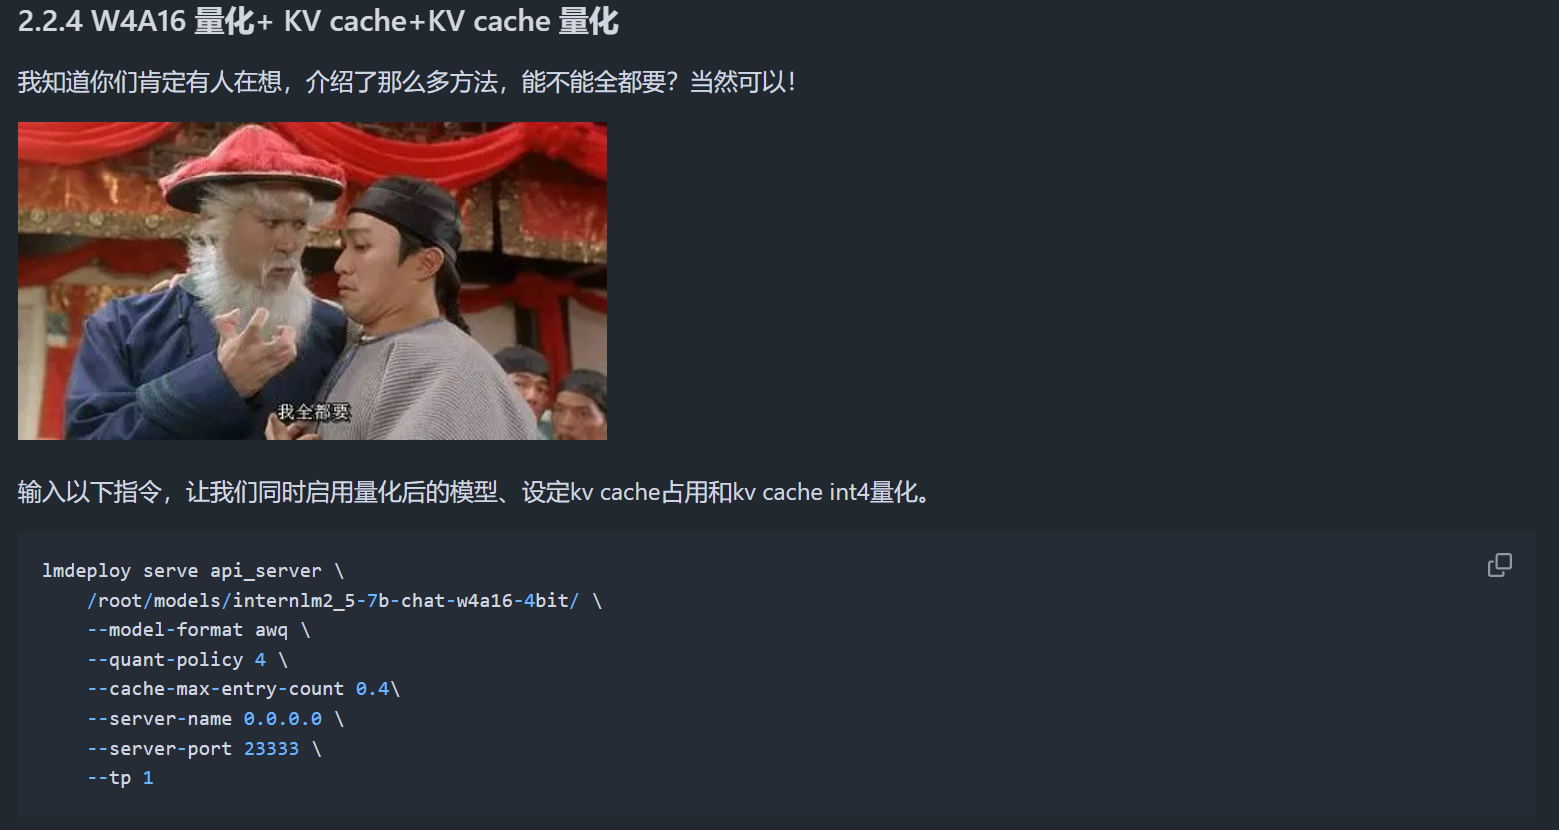 2.2.4 W4A16 量化+ KV cache+KV cache 量化
我知道你们肯定有人在想，介绍了那么多方法，能不能全都要？当然可以！
我全都要
输入以下指令，让我们同时启用量化后的模型、设定kv cache占用和kv cache int4量化。
lmdeploy serve api_server \
    /root/models/internlm2_5-7b-chat-w4a16-4bit/ \
    --model-format awq \
    --quant-policy 4 \
    --cache-max-entry-count 0.4\
    --server-name 0.0.0.0 \
    --server-port 23333 \
    --tp 1